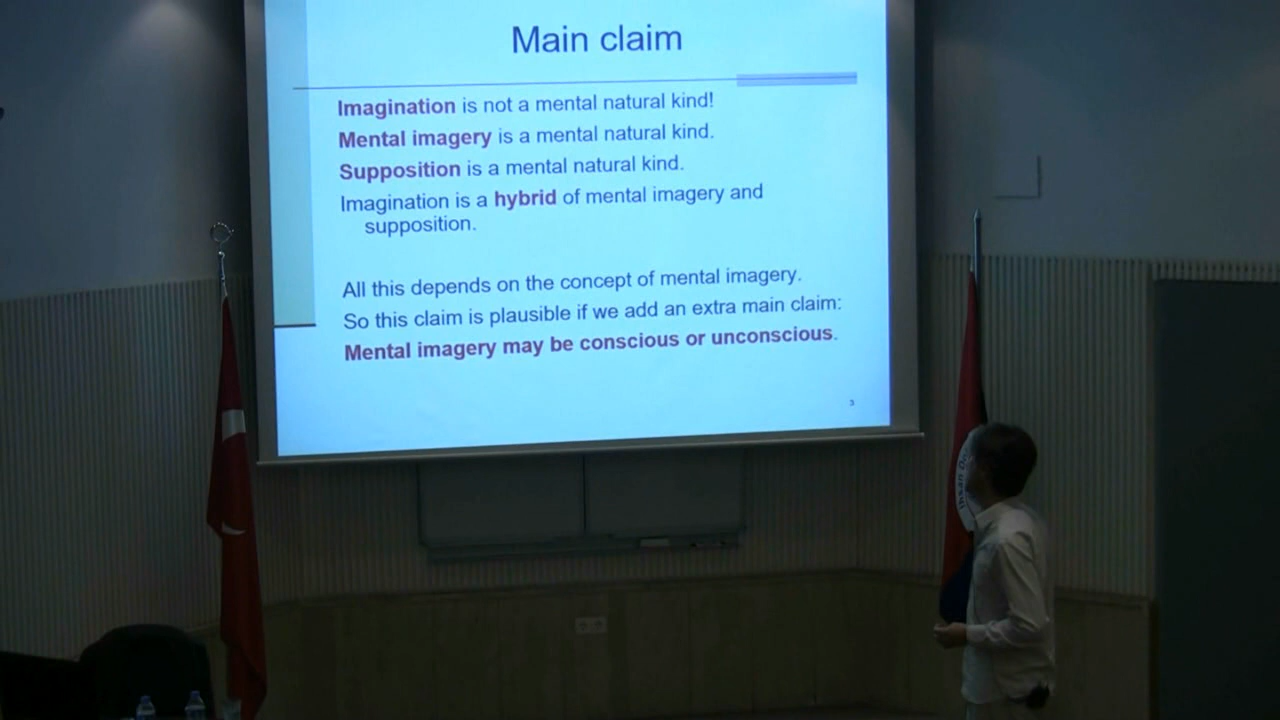 Main claim
Imagination is not a mental natural kind!
Mental imagery is a mental natural kind.
Supposition is a mental natural kind.
Imagination is a hybrid of mental imagery and
supposition.
All this depends on the concept of mental imagery.
So this claim is plausible if we add an extra main claim:
Mental imagery may be conscious or unconscious.
3
İhsan